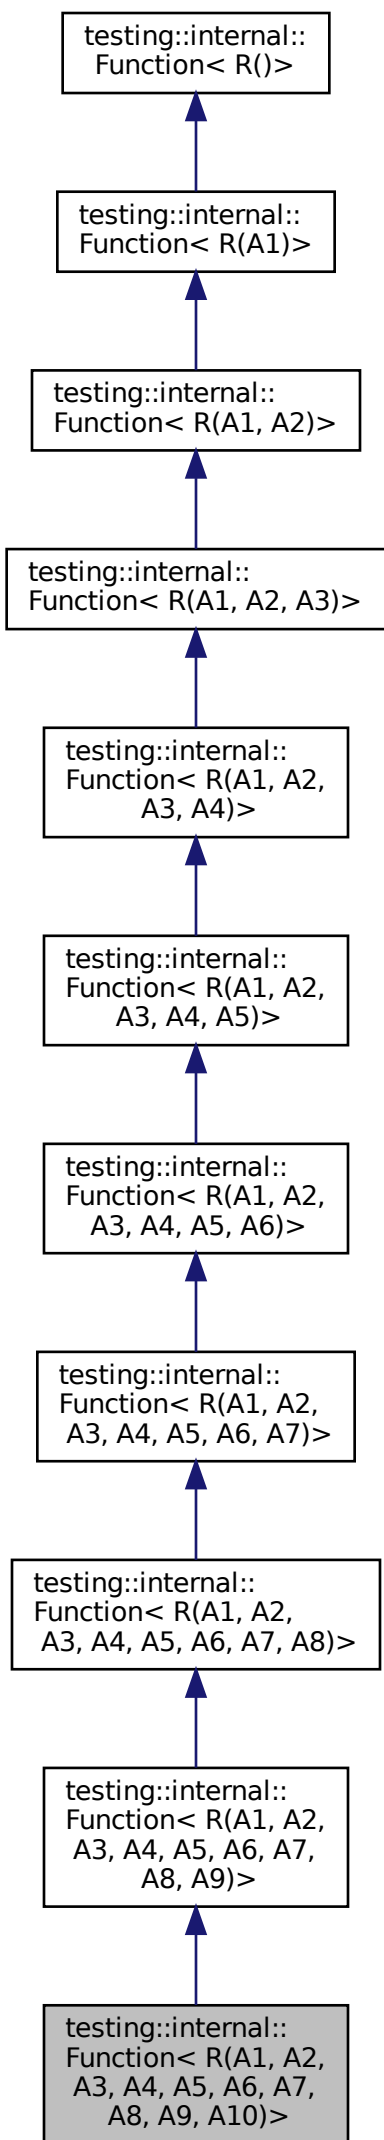 testing::internal::
Function< R()>
testing::internal::
Function< R(A1)>
testing::internal::
Function< R(A1, A2)>
testing::internal::
Function< R(A1, A2, A3)>
testing::internal::
Function< R(A1, A2,
A3, A4)>
testing::internal::
Function< R(A1, A2,
A3, A4, A5)>
testing::internal::
Function< R(A1, A2,
A3, A4, A5, A6)>
testing::internal::
Function< R(A1, A2,
A3, A4, A5, A6, A7)>
testing::internal::
Function< R(A1, A2,
A3, A4, A5, A6, A7, A8)>
testing::internal::
Function< R(A1, A2,
A3, A4, A5, A6, A7,
A8, A9)>
testing::internal::
Function< R(A1, A2,
A3, A4, A5, A6, A7,
A8, A9, A10)>